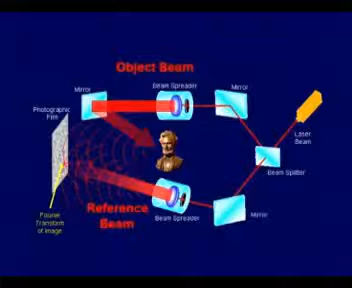 Object Beam
Mirror
Beam Spreader
Mirror
Photographic
Film
Laser
Beam
Beam Splitter
Reference
Beam
Beam Spreader
Mirror
Fourier
Transform
of Image